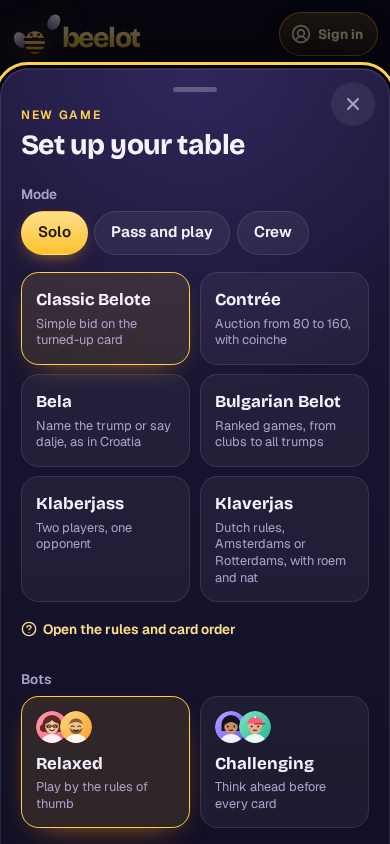 beelot
Sign in
NEW GAME
Set up your table
Mode
Solo
Pass and play
Crew
Classic Belote
Simple bid on the
turned-up card
Contrée
Auction from 80 to 160,
with coinche
Bela
Name the trump or say
dalje, as in Croatia
Bulgarian Belot
Ranked games, from
clubs to all trumps
Klaberjass
Two players, one
opponent
Klaverjas
Dutch rules,
Amsterdams or
Rotterdams, with roem
and nat
Open the rules and card order
Bots
Relaxed
Play by the rules of
thumb
Challenging
Think ahead before
every card